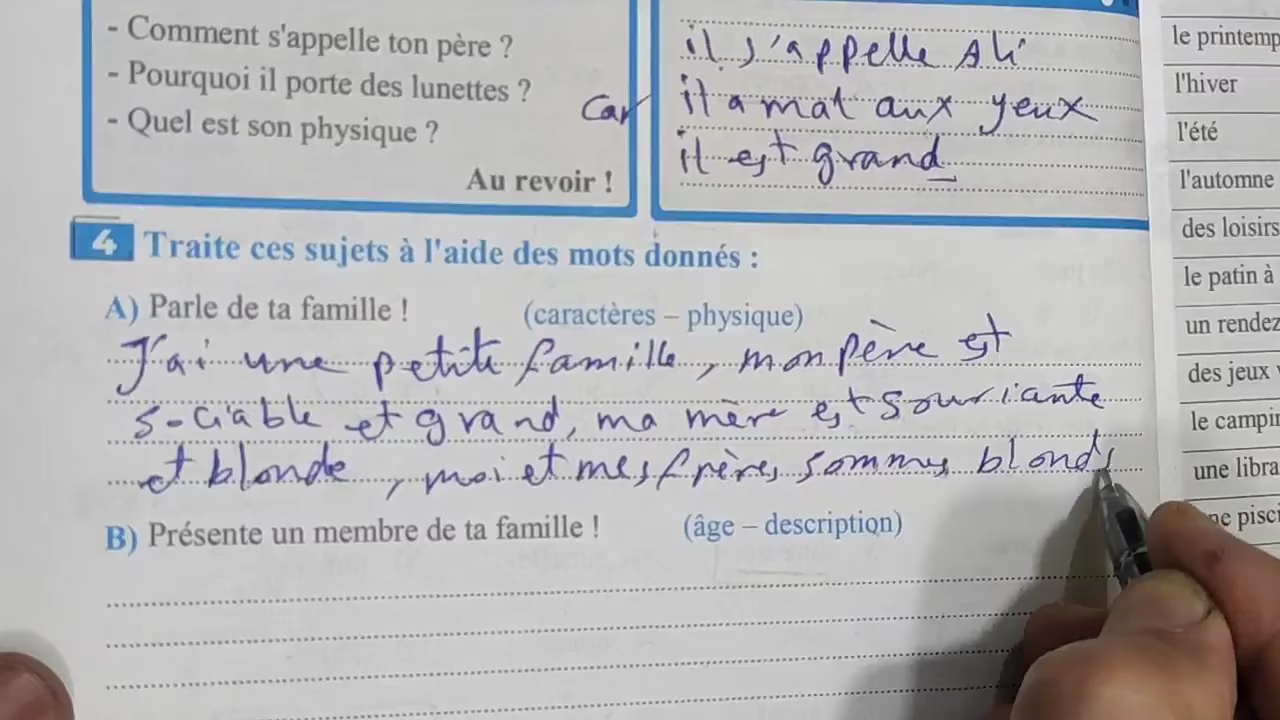 - Comment s'appelle ton père ?
- Pourquoi il porte des lunettes ?
- Quel est son physique ?
Au revoir !
il s'appelle Ali
Car il a mal aux yeux
il est grand
4 Traite ces sujets à l'aide des mots donnés :
A) Parle de ta famille ! (caractères – physique)
J'ai une petite famille, mon père est
sociable et grand, ma mère est souriante
et blonde, moi et mes frères sommes blonds
B) Présente un membre de ta famille ! (âge – description)
le printemp
l'hiver
l'été
l'automne
des loisirs
le patin à
un rendez
des jeux v
le campin
une libra
ne pisci